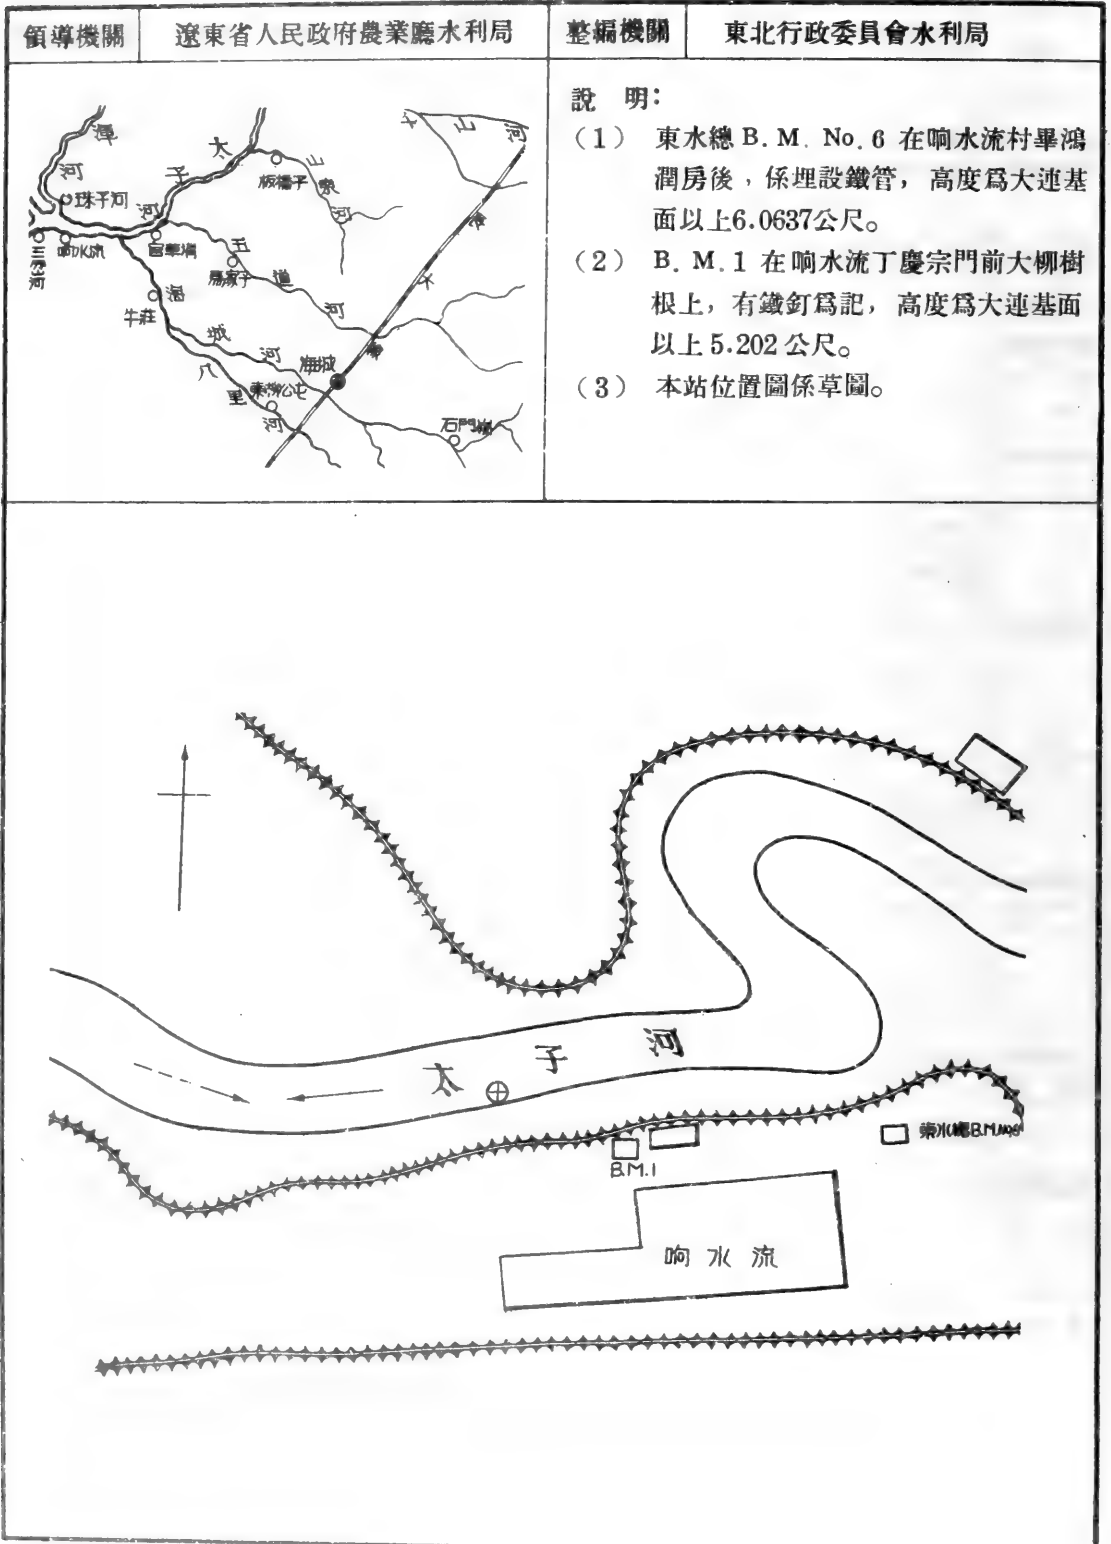 領導機關 遼東省人民政府農業廳水利局 整編機關 東北行政委員會水利局
說 明：
（1） 東水總 B. M. No. 6 在响水流村畢鴻
潤房後，係埋設鐵管，高度爲大連基
面以上6.0637公尺。
（2） B. M. 1 在响水流丁慶宗門前大柳樹
根上，有鐵釘爲記，高度爲大連基面
以上 5.202 公尺。
（3） 本站位置圖係草圖。
渾河
太子河
沙河
珠子河
板橋子
三岔河
响水流
五道河
牛莊
海城河
海城
八里河
石門嶺
太子河
東水總B.M.No.6
B.M.1
响水流